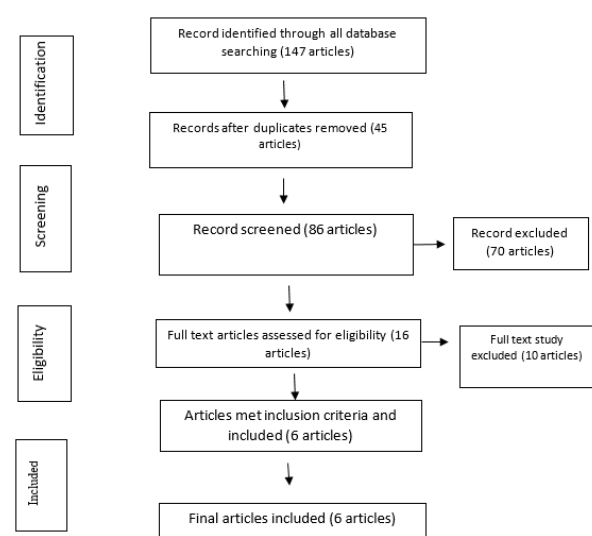 Identification
Record identified through all database
searching (147 articles)
Records after duplicates removed (45
articles)
Screening
Record screened (86 articles)
Record excluded
(70 articles)
Eligibility
Full text articles assessed for eligibility (16
articles)
Full text study
excluded (10 articles)
Articles met inclusion criteria and
included (6 articles)
Included
Final articles included (6 articles)